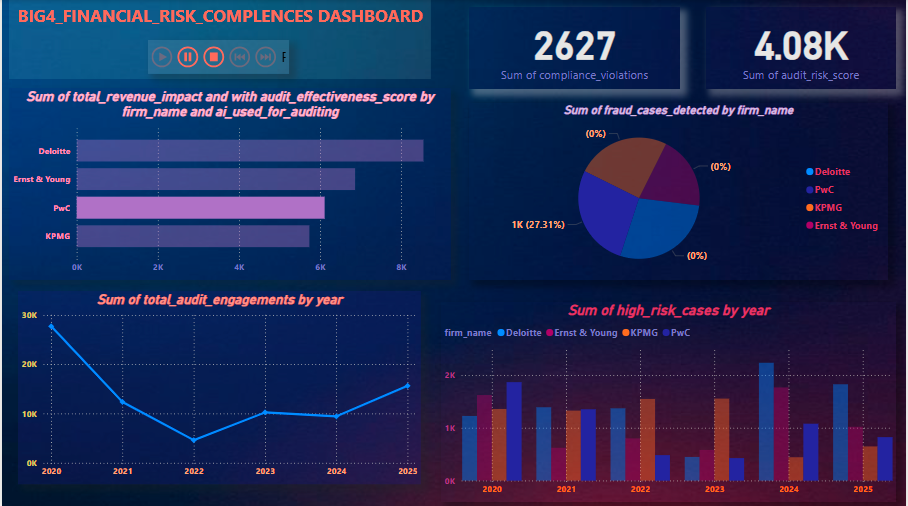 BIG4_FINANCIAL_RISK_COMPLENCES DASHBOARD
F
2627
Sum of compliance_violations
4.08K
Sum of audit_risk_score
Sum of total_revenue_impact and with audit_effectiveness_score by
firm_name and ai_used_for_auditing
Deloitte
Ernst & Young
PwC
KPMG
0K 2K 4K 6K 8K
Sum of fraud_cases_detected by firm_name
(0%)
(0%)
1K (27.31%)
(0%)
Deloitte
PwC
KPMG
Ernst & Young
Sum of total_audit_engagements by year
30K
20K
10K
0K
2020 2021 2022 2023 2024 2025
Sum of high_risk_cases by year
firm_name Deloitte Ernst & Young KPMG PwC
2K
1K
0K
2020 2021 2022 2023 2024 2025